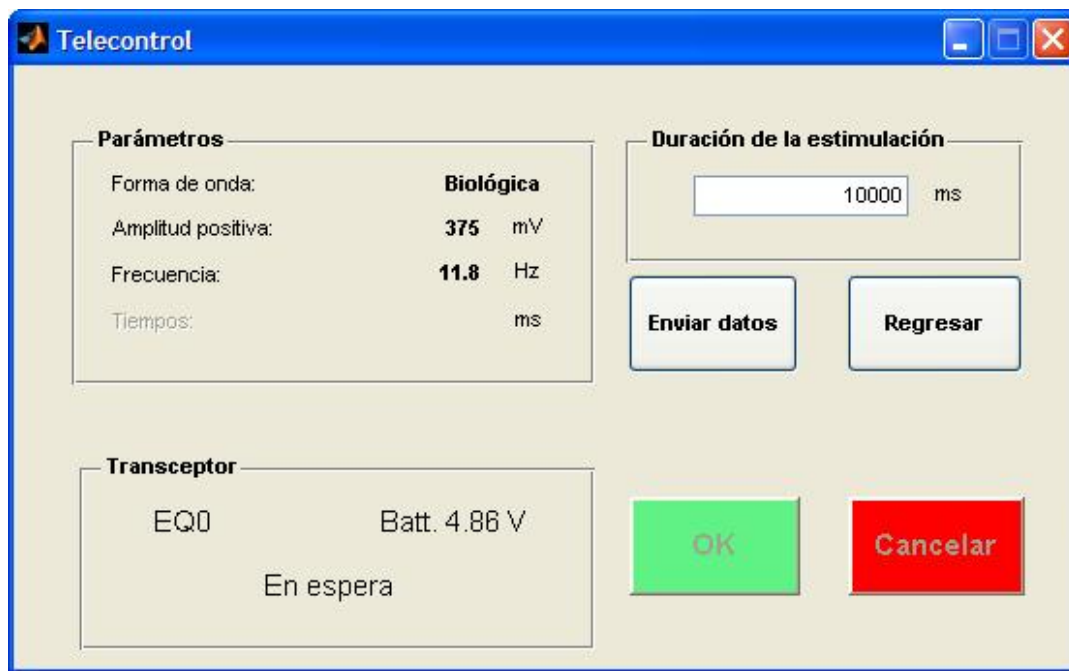 Telecontrol
Parámetros
Forma de onda: Biológica
Amplitud positiva: 375 mV
Frecuencia: 11.8 Hz
Tiempos: ms
Duración de la estimulación
10000 ms
Enviar datos Regresar
Transceptor
EQ0 Batt. 4.86 V
En espera
OK Cancelar